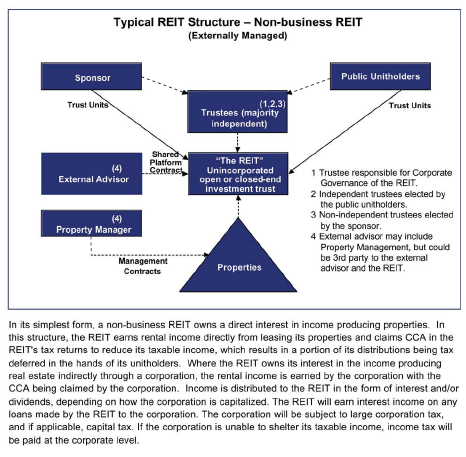 Typical REIT Structure – Non-business REIT
(Externally Managed)
Sponsor
Public Unitholders
(1,2,3)
Trustees (majority
independent)
Trust Units
Trust Units
Shared
Platform
Contract
"The REIT"
Unincorporated
open or closed-end
investment trust
(4)
External Advisor
(4)
Property Manager
Management
Contracts
Properties
1 Trustee responsible for Corporate
Governance of the REIT.
2 Independent trustees elected by
the public unitholders.
3 Non-independent trustees elected
by the sponsor.
4 External advisor may include
Property Management, but could
be 3rd party to the external
advisor and the REIT.
In its simplest form, a non-business REIT owns a direct interest in income producing properties. In
this structure, the REIT earns rental income directly from leasing its properties and claims CCA in the
REIT's tax returns to reduce its taxable income, which results in a portion of its distributions being tax
deferred in the hands of its unitholders. Where the REIT owns its interest in the income producing
real estate indirectly through a corporation, the rental income is earned by the corporation with the
CCA being claimed by the corporation. Income is distributed to the REIT in the form of interest and/or
dividends, depending on how the corporation is capitalized. The REIT will earn interest income on any
loans made by the REIT to the corporation. The corporation will be subject to large corporation tax,
and if applicable, capital tax. If the corporation is unable to shelter its taxable income, income tax will
be paid at the corporate level.